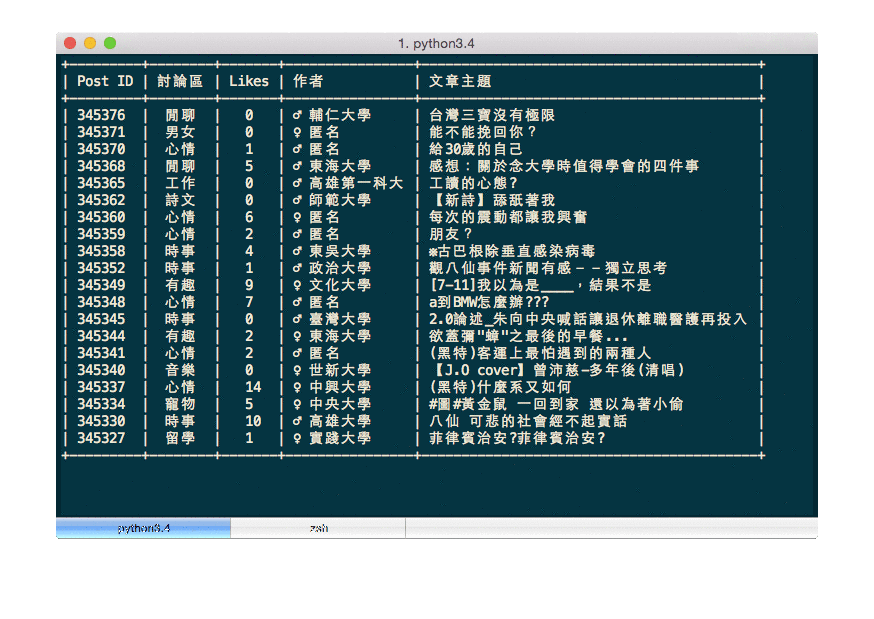 1. python3.4
| Post ID | 討論區 | Likes | 作者 | 文章主題 |
| 345376 | 閒聊 | 0 | ♂ 輔仁大學 | 台灣三寶沒有極限 |
| 345371 | 男女 | 0 | ♀ 匿名 | 能不能挽回你？ |
| 345370 | 心情 | 1 | ♂ 匿名 | 給30歲的自己 |
| 345368 | 閒聊 | 5 | ♂ 東海大學 | 感想：關於念大學時值得學會的四件事 |
| 345365 | 工作 | 0 | ♂ 高雄第一科大 | 工讀的心態? |
| 345362 | 詩文 | 0 | ♂ 師範大學 | 【新詩】舔舐著我 |
| 345360 | 心情 | 6 | ♀ 匿名 | 每次的震動都讓我興奮 |
| 345359 | 心情 | 2 | ♂ 匿名 | 朋友？ |
| 345358 | 時事 | 4 | ♂ 東吳大學 | ※古巴根除垂直感染病毒 |
| 345352 | 時事 | 1 | ♂ 政治大學 | 觀八仙事件新聞有感－－獨立思考 |
| 345349 | 有趣 | 9 | ♀ 文化大學 | [7-11]我以為是____，結果不是 |
| 345348 | 心情 | 7 | ♂ 匿名 | a到BMW怎麼辦??? |
| 345345 | 時事 | 0 | ♂ 臺灣大學 | 2.0論述_朱向中央喊話讓退休離職醫護再投入 |
| 345344 | 有趣 | 2 | ♀ 東海大學 | 欲蓋彌"蟑"之最後的早餐... |
| 345341 | 心情 | 2 | ♂ 匿名 | (黑特)客運上最怕遇到的兩種人 |
| 345340 | 音樂 | 0 | ♀ 世新大學 | 【J.O cover】曾沛慈-多年後(清唱) |
| 345337 | 心情 | 14 | ♀ 中興大學 | (黑特)什麼系又如何 |
| 345334 | 寵物 | 5 | ♀ 中央大學 | #圖#黃金鼠 一回到家 還以為著小偷 |
| 345330 | 時事 | 10 | ♂ 高雄大學 | 八仙 可悲的社會經不起實話 |
| 345327 | 留學 | 1 | ♀ 實踐大學 | 菲律賓治安?菲律賓治安? |
python3.4 zsh